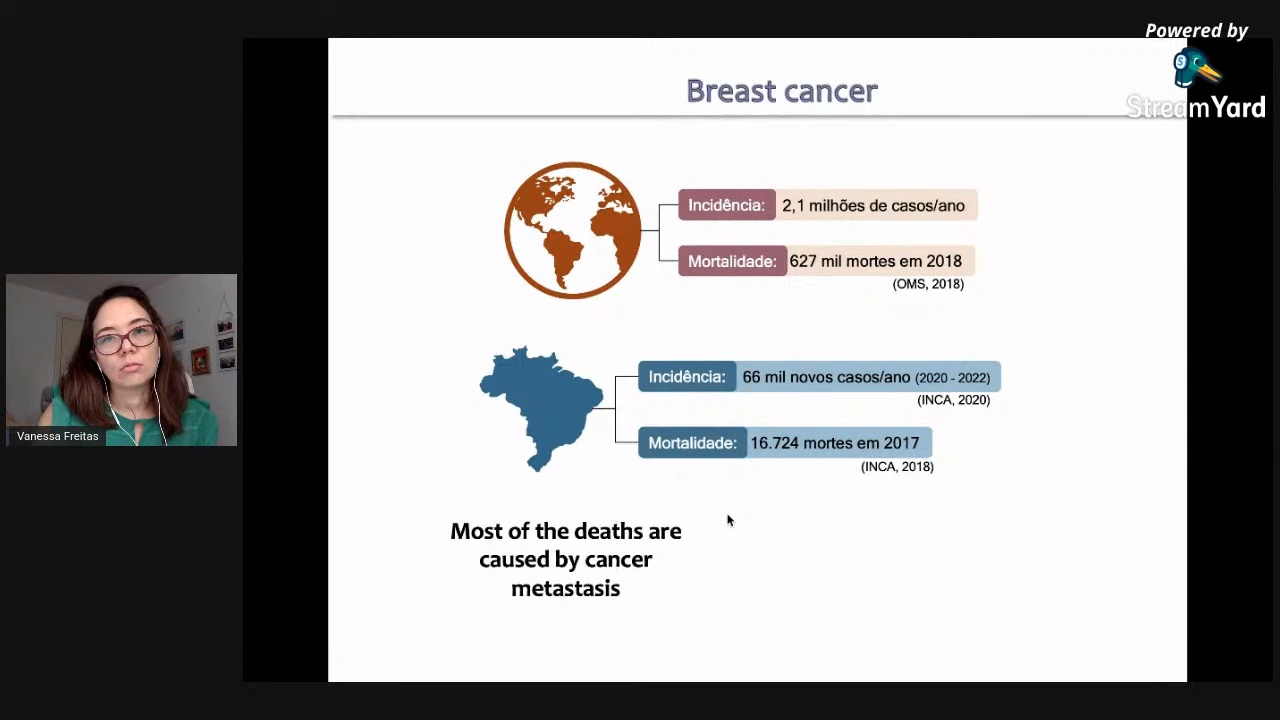 Powered by
StreamYard
Breast cancer
Incidência: 2,1 milhões de casos/ano
Mortalidade: 627 mil mortes em 2018
(OMS, 2018)
Incidência: 66 mil novos casos/ano (2020 - 2022)
(INCA, 2020)
Mortalidade: 16.724 mortes em 2017
(INCA, 2018)
Vanessa Freitas
Most of the deaths are
caused by cancer
metastasis